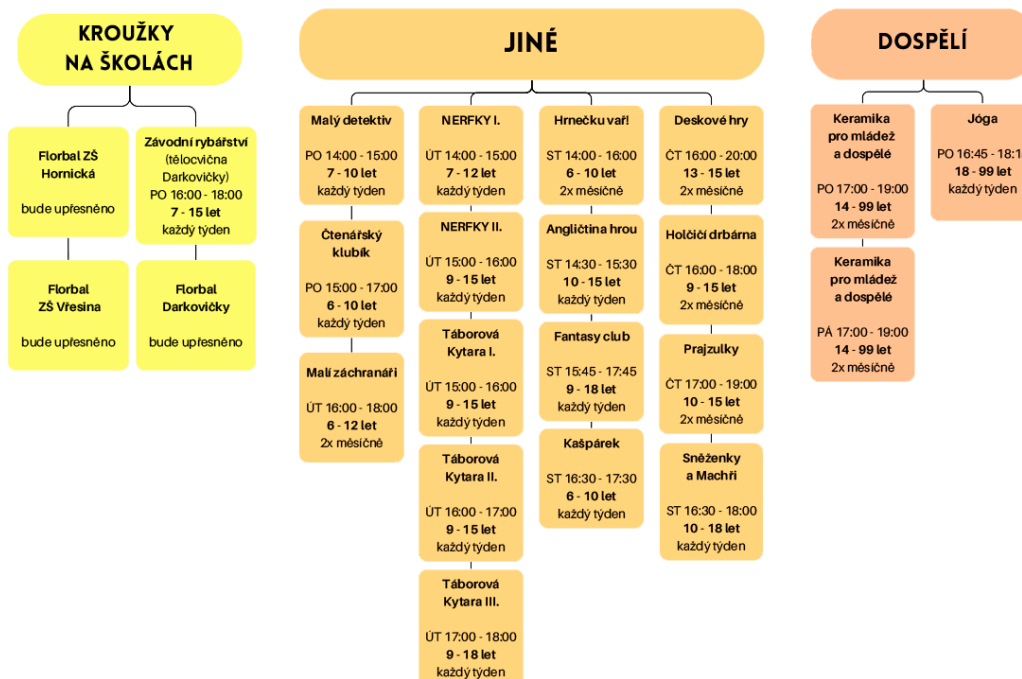 KROUŽKY
NA ŠKOLÁCH
Florbal ZŠ
Hornická
bude upřesněno
Florbal
ZŠ Vřesina
bude upřesněno
Závodní rybářství
(tělocvična
Darkovičky)
PO 16:00 - 18:00
7 - 15 let
každý týden
Florbal
Darkovičky
bude upřesněno
JINÉ
Malý detektiv
PO 14:00 - 15:00
7 - 10 let
každý týden
Čtenářský
klubík
PO 15:00 - 17:00
6 - 10 let
každý týden
Malí záchranáři
ÚT 16:00 - 18:00
6 - 12 let
2x měsíčně
NERFKY I.
ÚT 14:00 - 15:00
7 - 12 let
každý týden
NERFKY II.
ÚT 15:00 - 16:00
9 - 15 let
každý týden
Táborová
Kytara I.
ÚT 15:00 - 16:00
9 - 15 let
každý týden
Táborová
Kytara II.
ÚT 16:00 - 17:00
9 - 15 let
každý týden
Táborová
Kytara III.
ÚT 17:00 - 18:00
9 - 18 let
každý týden
Hrnečku vař!
ST 14:00 - 16:00
6 - 10 let
2x měsíčně
Angličtina hrou
ST 14:30 - 15:30
10 - 15 let
každý týden
Fantasy club
ST 15:45 - 17:45
9 - 18 let
každý týden
Kašpárek
ST 16:30 - 17:30
6 - 10 let
každý týden
Deskové hry
ČT 16:00 - 20:00
13 - 15 let
2x měsíčně
Holčičí drbárna
ČT 16:00 - 18:00
9 - 15 let
2x měsíčně
Prajzulky
ČT 17:00 - 19:00
10 - 15 let
2x měsíčně
Sněženky
a Machři
ST 16:30 - 18:00
10 - 18 let
každý týden
DOSPĚLÍ
Keramika
pro mládež
a dospělé
PO 17:00 - 19:00
14 - 99 let
2x měsíčně
Keramika
pro mládež
a dospělé
PÁ 17:00 - 19:00
14 - 99 let
2x měsíčně
Jóga
PO 16:45 -
18 - 99 let
každý týden